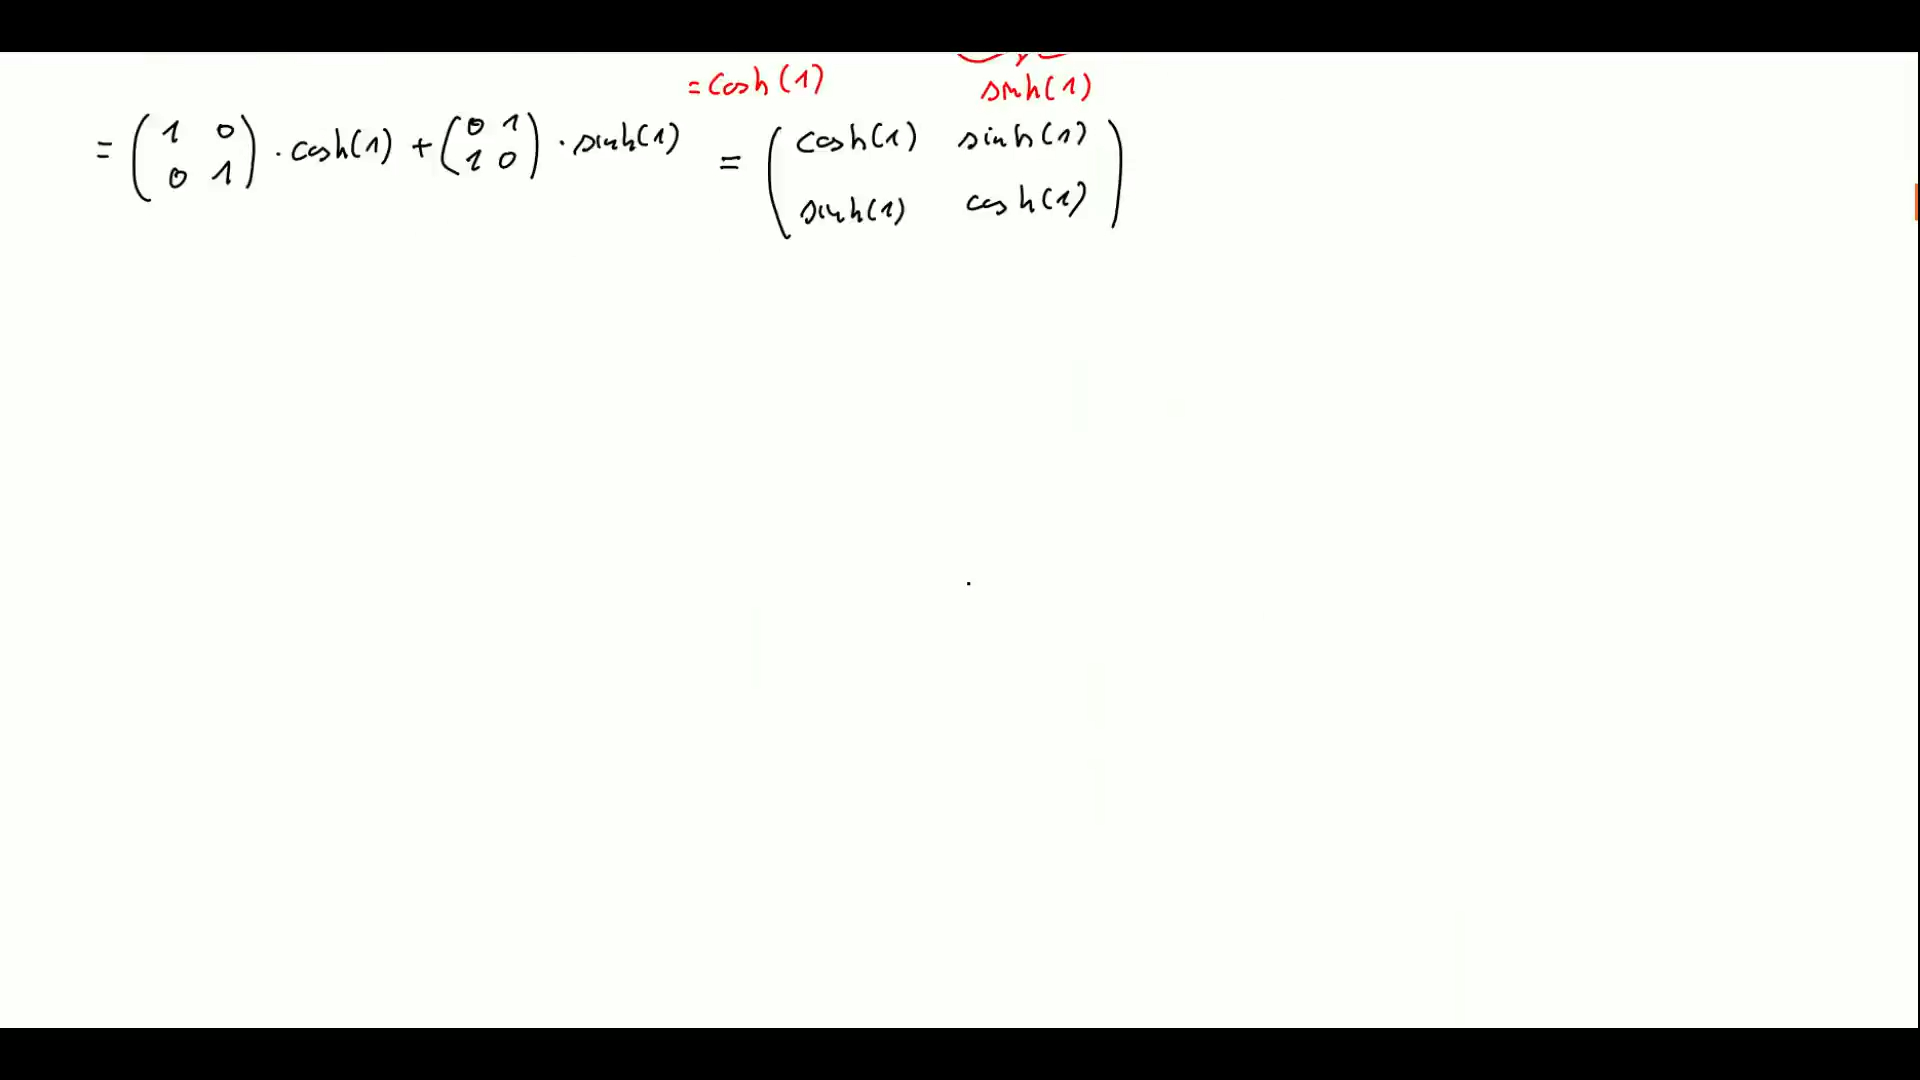 = cosh(1) sinh(1)
= ( 1 0 ) · cosh(1) + ( 0 1 ) · sinh(1) = ( cosh(1) sinh(1) )
( 0 1 ) ( 1 0 ) ( sinh(1) cosh(1) )